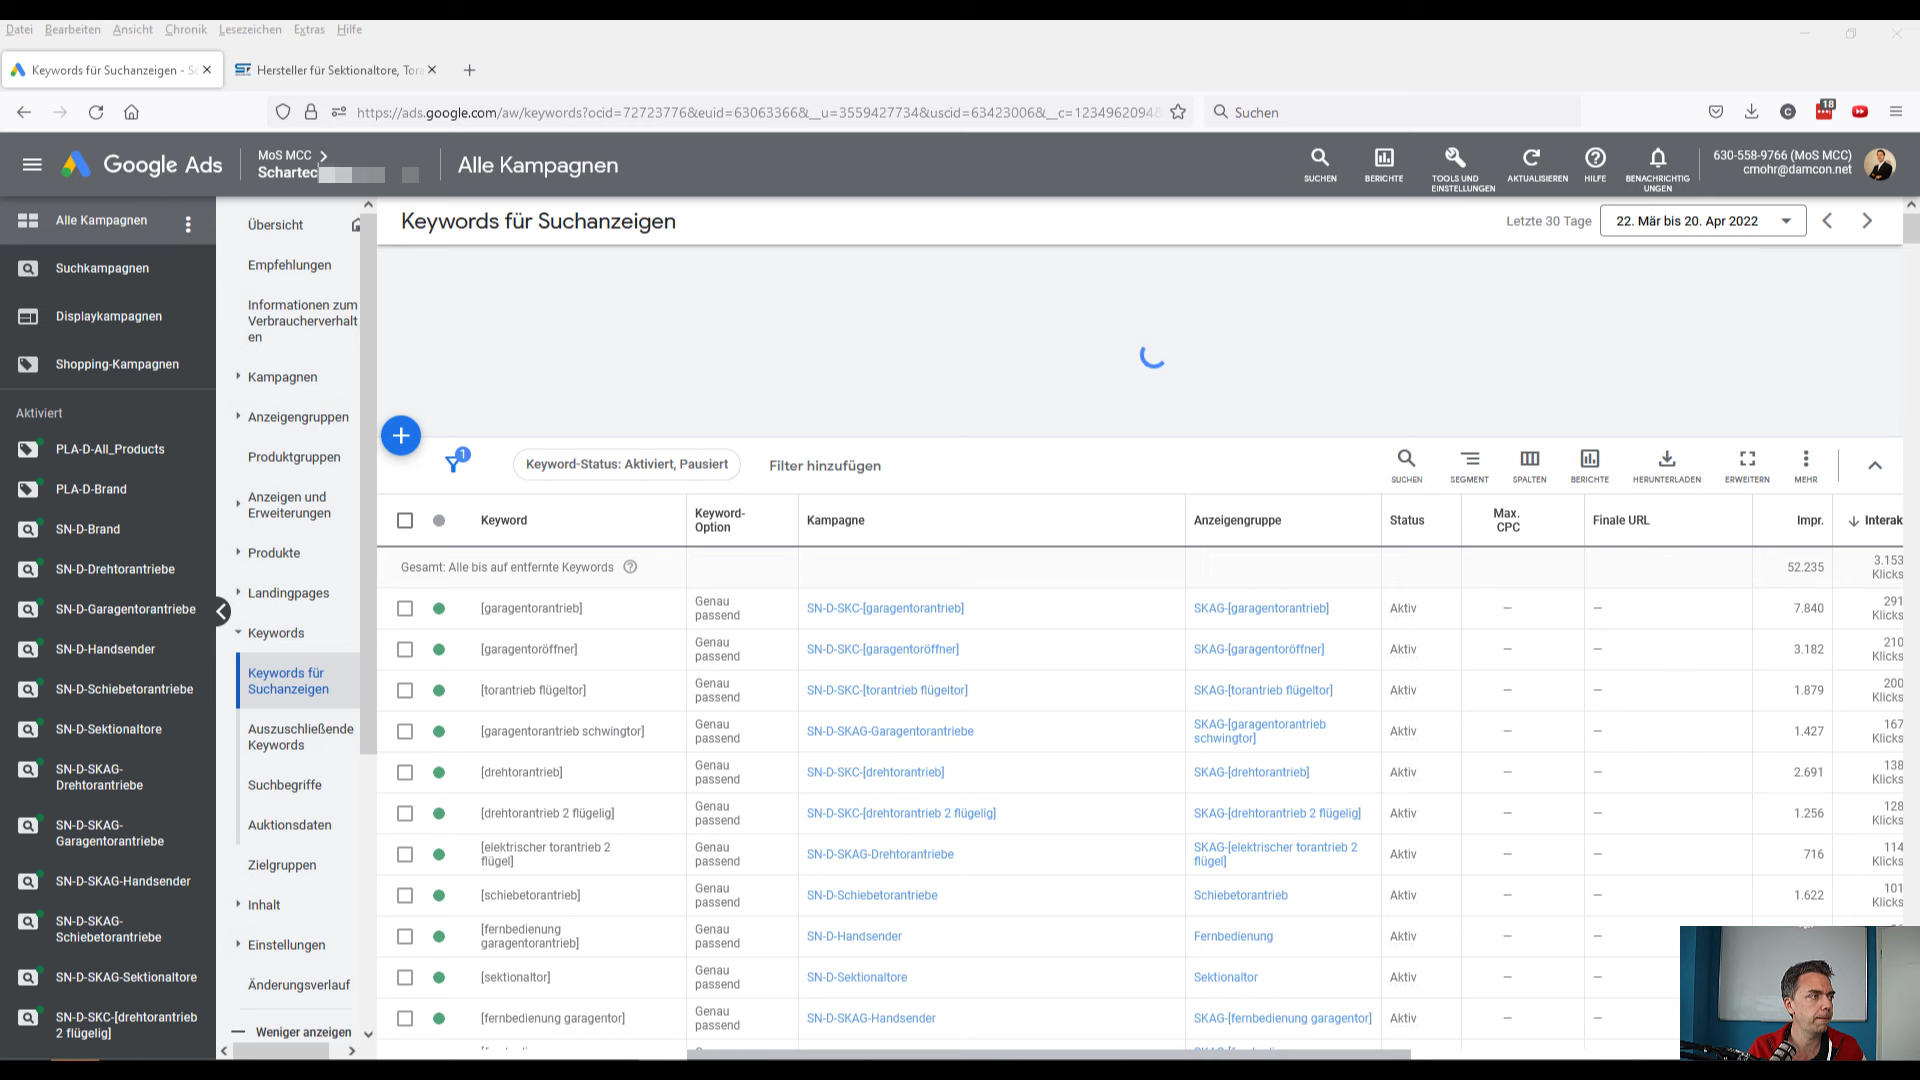 Datei Bearbeiten Ansicht Chronik Lesezeichen Extras Hilfe
Keywords für Suchanzeigen - Sc
Hersteller für Sektionaltore, Tora
https://ads.google.com/aw/keywords?ocid=72723776&euid=63063366&__u=3559427734&uscid=63423006&__c=1234962094
Suchen
18
Google Ads
MoS MCC
Schartec
Alle Kampagnen
SUCHEN
BERICHTE
TOOLS UND EINSTELLUNGEN
AKTUALISIEREN
HILFE
BENACHRICHTIG UNGEN
630-558-9766 (MoS MCC)
cmohr@damcon.net
Alle Kampagnen
Suchkampagnen
Displaykampagnen
Shopping-Kampagnen
Aktiviert
PLA-D-All_Products
PLA-D-Brand
SN-D-Brand
SN-D-Drehtorantriebe
SN-D-Garagentorantriebe
SN-D-Handsender
SN-D-Schiebetorantriebe
SN-D-Sektionaltore
SN-D-SKAG-
Drehtorantriebe
SN-D-SKAG-
Garagentorantriebe
SN-D-SKAG-Handsender
SN-D-SKAG-
Schiebetorantriebe
SN-D-SKAG-Sektionaltore
SN-D-SKC-[drehtorantrieb
2 flügelig]
Übersicht
Empfehlungen
Informationen zum
Verbraucherverhalt
en
Kampagnen
Anzeigengruppen
Produktgruppen
Anzeigen und
Erweiterungen
Produkte
Landingpages
Keywords
Keywords für
Suchanzeigen
Auszuschließende
Keywords
Suchbegriffe
Auktionsdaten
Zielgruppen
Inhalt
Einstellungen
Änderungsverlauf
Weniger anzeigen
Keywords für Suchanzeigen
Letzte 30 Tage
22. Mär bis 20. Apr 2022
1
Keyword-Status: Aktiviert, Pausiert
Filter hinzufügen
SUCHEN
SEGMENT
SPALTEN
BERICHTE
HERUNTERLADEN
ERWEITERN
MEHR
Keyword Keyword-Option Kampagne Anzeigengruppe Status Max. CPC Finale URL Impr. Interak
Gesamt: Alle bis auf entfernte Keywords 52.235 3.153 Klicks
[garagentorantrieb] Genau passend SN-D-SKC-[garagentorantrieb] SKAG-[garagentorantrieb] Aktiv — — 7.840 291 Klicks
[garagentoröffner] Genau passend SN-D-SKC-[garagentoröffner] SKAG-[garagentoröffner] Aktiv — — 3.182 210 Klicks
[torantrieb flügeltor] Genau passend SN-D-SKC-[torantrieb flügeltor] SKAG-[torantrieb flügeltor] Aktiv — — 1.879 200 Klicks
[garagentorantrieb schwingtor] Genau passend SN-D-SKAG-Garagentorantriebe SKAG-[garagentorantrieb schwingtor] Aktiv — — 1.427 167 Klicks
[drehtorantrieb] Genau passend SN-D-SKC-[drehtorantrieb] SKAG-[drehtorantrieb] Aktiv — — 2.691 138 Klicks
[drehtorantrieb 2 flügelig] Genau passend SN-D-SKC-[drehtorantrieb 2 flügelig] SKAG-[drehtorantrieb 2 flügelig] Aktiv — — 1.256 128 Klicks
[elektrischer torantrieb 2 flügel] Genau passend SN-D-SKAG-Drehtorantriebe SKAG-[elektrischer torantrieb 2 flügel] Aktiv — — 716 114 Klicks
[schiebetorantrieb] Genau passend SN-D-Schiebetorantriebe Schiebetorantrieb Aktiv — — 1.622 101 Klicks
[fernbedienung garagentorantrieb] Genau passend SN-D-Handsender Fernbedienung Aktiv — —
[sektionaltor] Genau passend SN-D-Sektionaltore Sektionaltor Aktiv — —
[fernbedienung garagentor] Genau passend SN-D-SKAG-Handsender SKAG-[fernbedienung garagentor] Aktiv — —